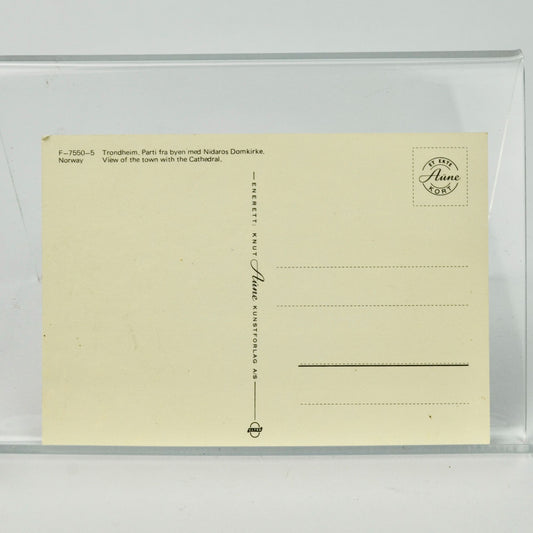 F—7550—5 Trondheim. Parti fra byen med Nidaros Domkirke.
Norway View of the town with the Cathedral.
ET EKTE
Aune
KORT
ENERETT: KNUT Aune KUNSTFORLAG A/S